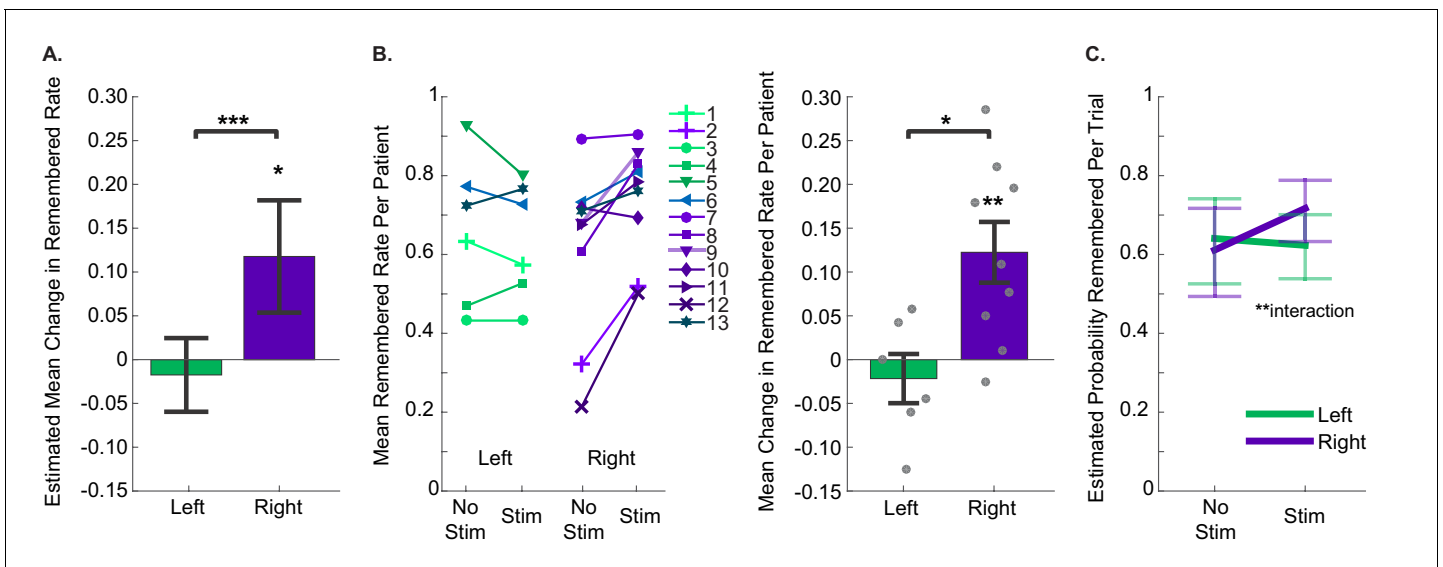 A.
Estimated Mean Change in Remembered Rate
0.30
0.25
0.20
0.15
0.10
0.05
0
-0.05
-0.10
-0.15
***
*
Left
Right
B.
Mean Remembered Rate Per Patient
1
0.8
0.6
0.4
0.2
0
Left
Right
No
Stim
Stim
No
Stim
Stim
1
2
3
4
5
6
7
8
9
10
11
12
13
Mean Change in Remembered Rate Per Patient
0.30
0.25
0.20
0.15
0.10
0.05
0
-0.05
-0.10
-0.15
*
**
Left
Right
C.
Estimated Probability Remembered Per Trial
1
0.8
0.6
0.4
0.2
0
**interaction
Left
Right
No
Stim
Stim